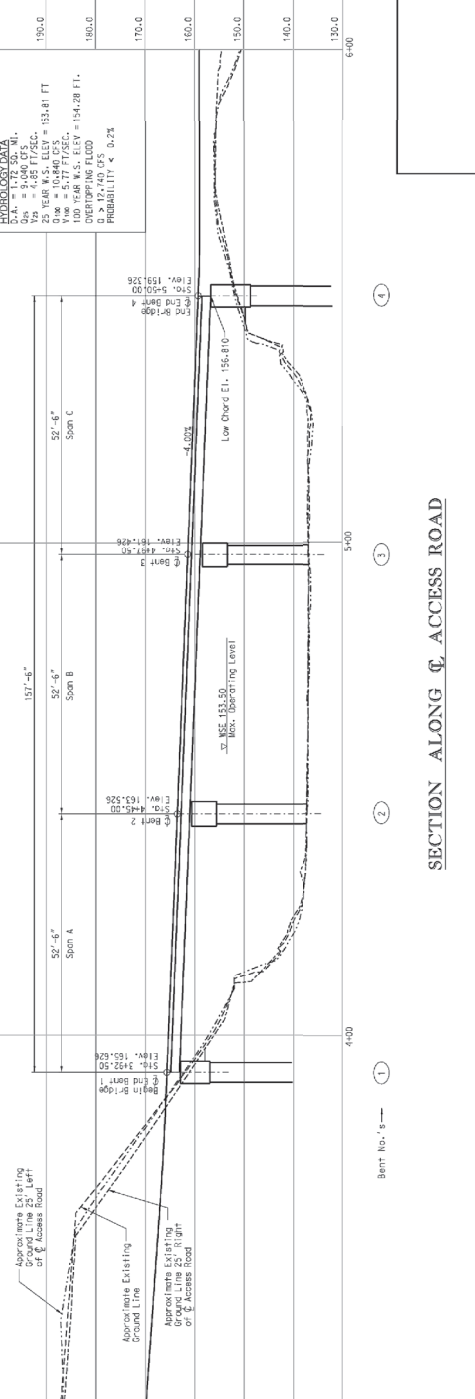 HYDROLOGY DATA
D.A. = 1.72 SQ. MI.
Q25 = 9,040 CFS
V25 = 4.85 FT/SEC.
25 YEAR W.S. ELEV = 153.81 FT
Q100 = 10,840 CFS
V100 = 5.77 FT/SEC.
100 YEAR W.S. ELEV = 154.28 FT.
OVERTOPPING FLOOD
Q > 12,740 CFS
PROBABILITY < 0.2%
190.0
180.0
170.0
160.0
150.0
140.0
130.0
157'-6"
52'-6"
Span A
52'-6"
Span B
52'-6"
Span C
Approximate Existing
Ground Line 25' Left
of ℄ Access Road
Approximate Existing
Ground Line
Approximate Existing
Ground Line 25' Right
of ℄ Access Road
Begin Bridge
℄ End Bent 1
Sta. 3+92.50
Elev. 165.626
℄ Bent 2
Sta. 4+45.00
Elev. 163.526
℄ Bent 3
Sta. 4+97.50
Elev. 161.426
End Bridge
℄ End Bent 4
Sta. 5+50.00
Elev. 159.326
-4.00%
Low Chord El. 156.810
WSE 153.50
Max. Operating Level
4+00
5+00
6+00
Bent No.'s
1
2
3
4
SECTION ALONG ℄ ACCESS ROAD